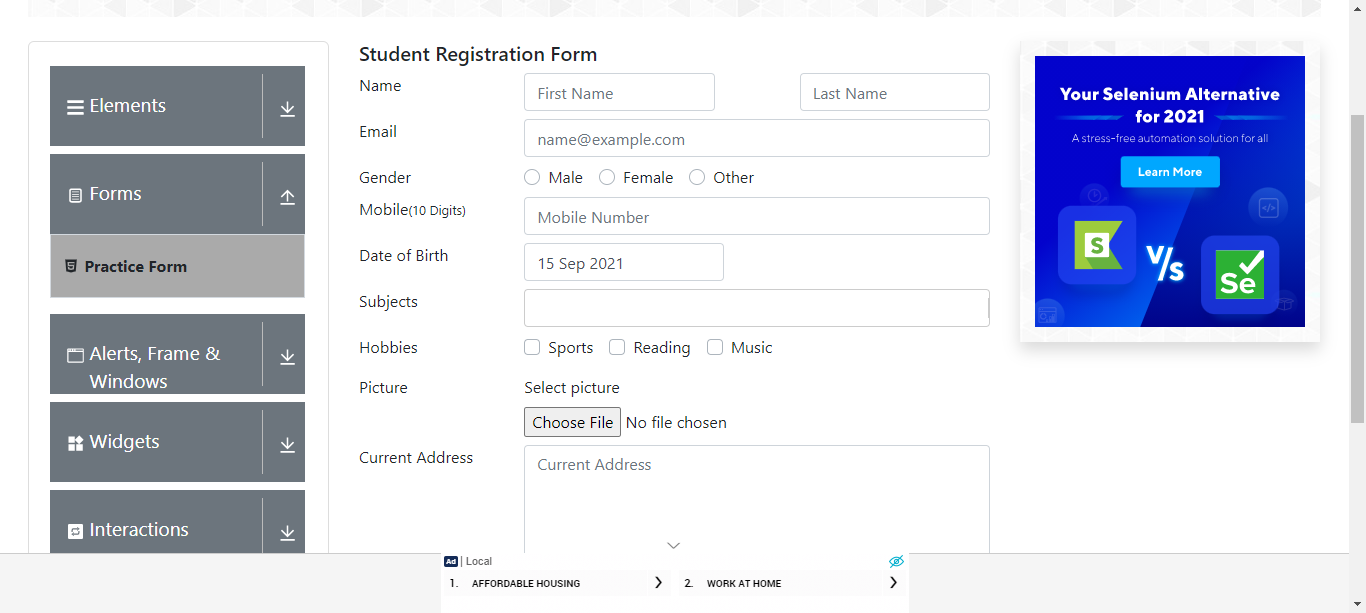 Elements
Forms
Practice Form
Alerts, Frame &
Windows
Widgets
Interactions
Student Registration Form
Name
First Name
Last Name
Email
name@example.com
Gender
Male
Female
Other
Mobile(10 Digits)
Mobile Number
Date of Birth
15 Sep 2021
Subjects
Hobbies
Sports
Reading
Music
Picture
Select picture
Choose File No file chosen
Current Address
Current Address
Your Selenium Alternative
for 2021
A stress-free automation solution for all
Learn More
S
V/s
Se
Ad | Local
1. AFFORDABLE HOUSING
2. WORK AT HOME